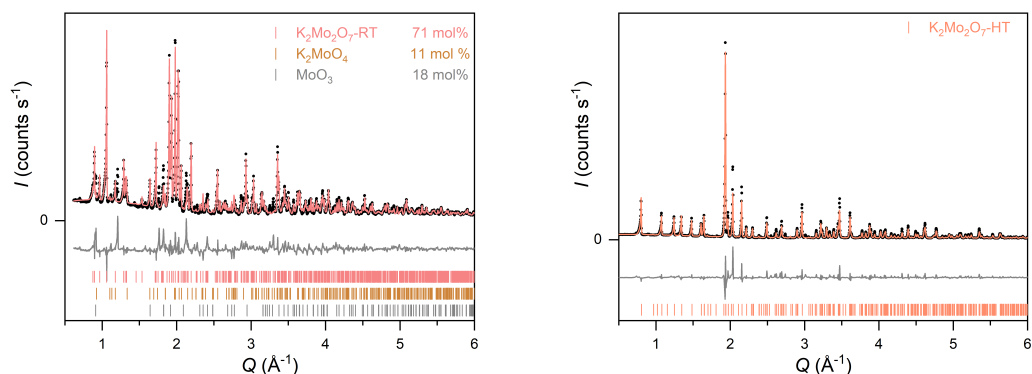 K₂Mo₂O₇-RT 71 mol%
K₂MoO₄ 11 mol %
MoO₃ 18 mol%
I (counts s⁻¹)
0
1 2 3 4 5 6
Q (Å⁻¹)
K₂Mo₂O₇-HT
I (counts s⁻¹)
0
1 2 3 4 5 6
Q (Å⁻¹)